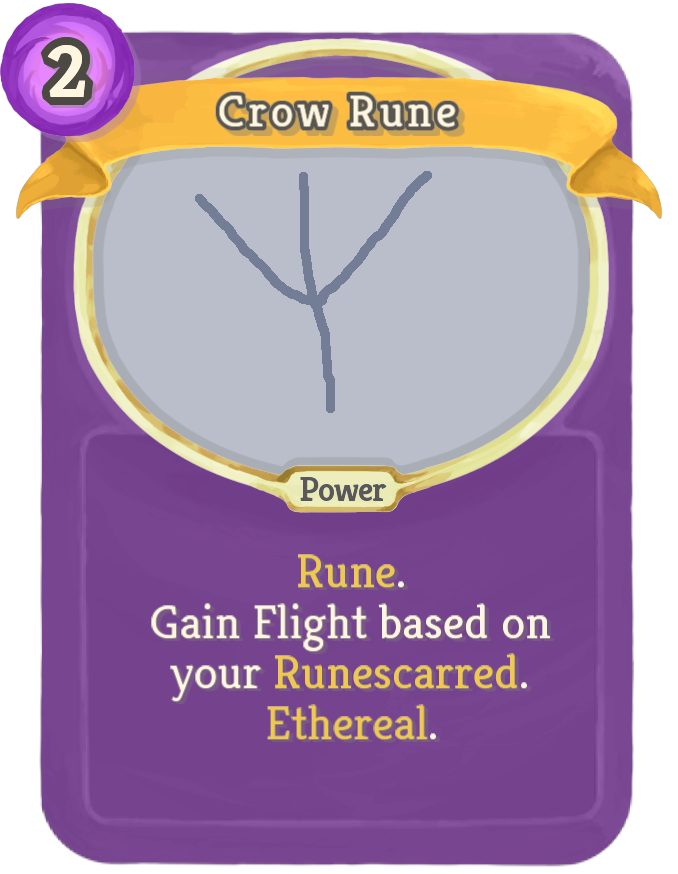 2
Crow Rune
Power
Rune.
Gain Flight based on
your Runescarred.
Ethereal.